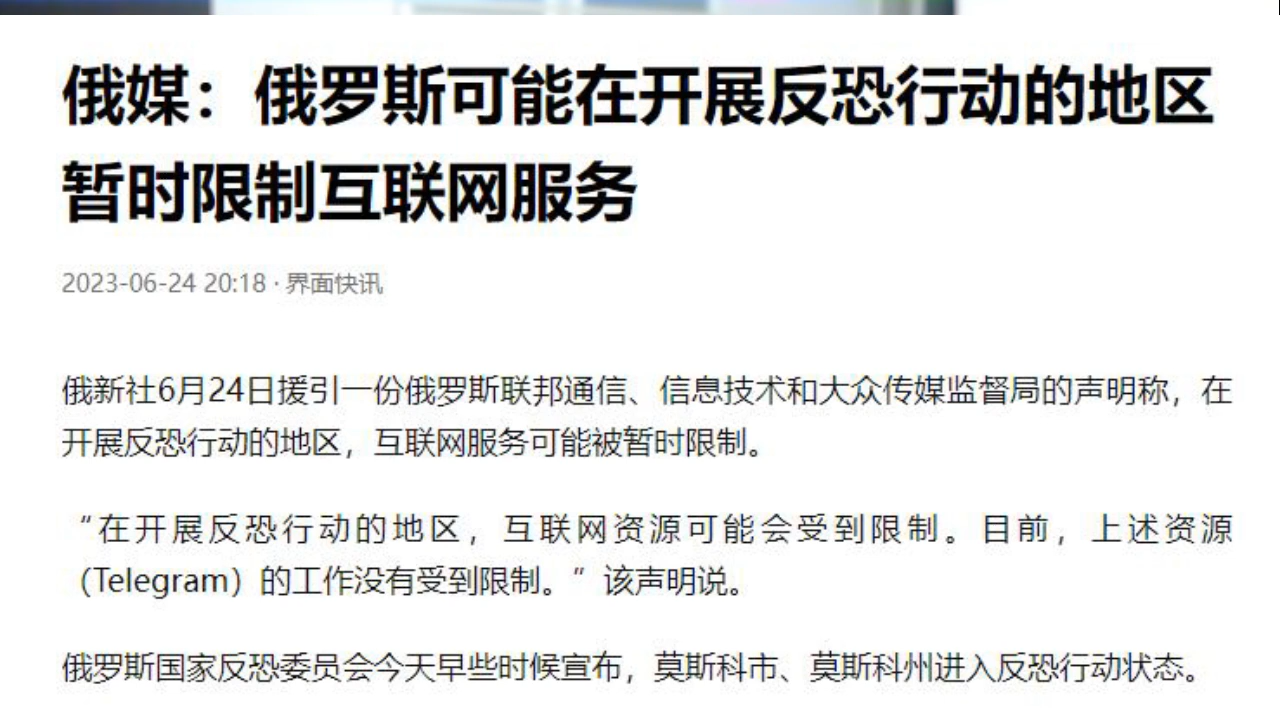 俄媒：俄罗斯可能在开展反恐行动的地区
暂时限制互联网服务
2023-06-24 20:18 · 界面快讯
俄新社6月24日援引一份俄罗斯联邦通信、信息技术和大众传媒监督局的声明称，在
开展反恐行动的地区，互联网服务可能被暂时限制。
“在开展反恐行动的地区，互联网资源可能会受到限制。目前，上述资源
（Telegram）的工作没有受到限制。”该声明说。
俄罗斯国家反恐委员会今天早些时候宣布，莫斯科市、莫斯科州进入反恐行动状态。